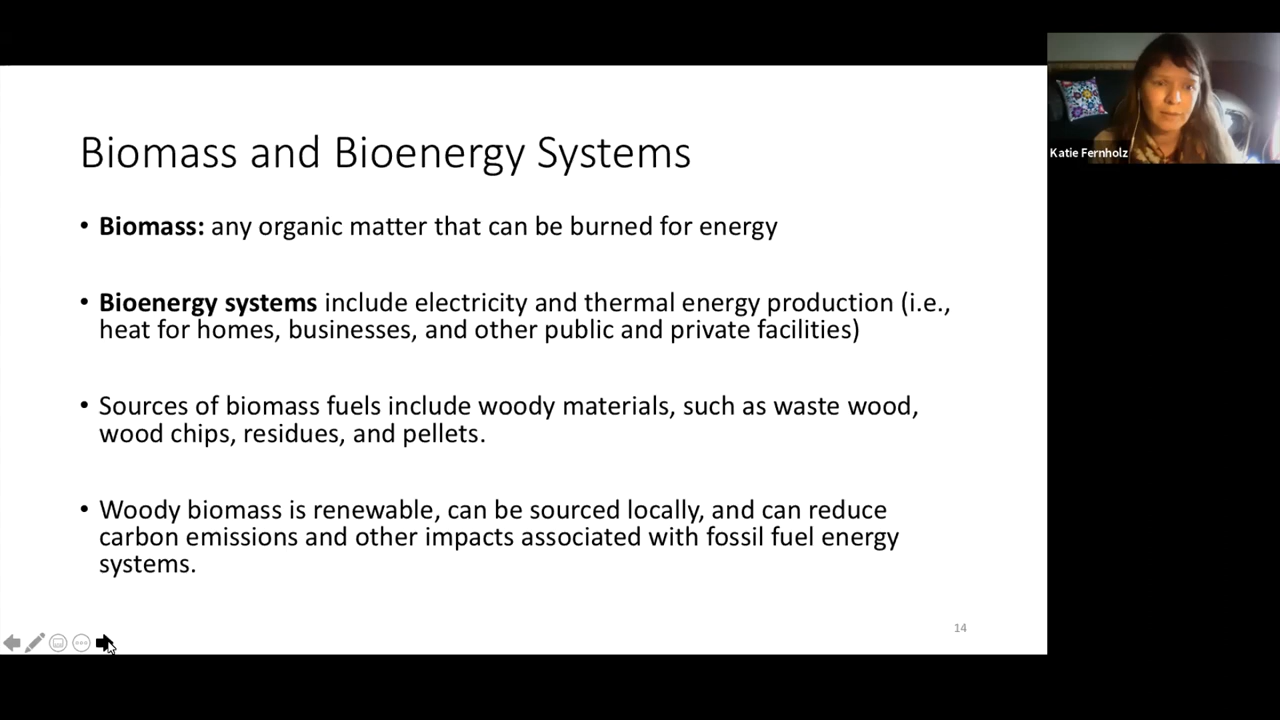 Biomass and Bioenergy Systems
• Biomass: any organic matter that can be burned for energy
• Bioenergy systems include electricity and thermal energy production (i.e.,
heat for homes, businesses, and other public and private facilities)
• Sources of biomass fuels include woody materials, such as waste wood,
wood chips, residues, and pellets.
• Woody biomass is renewable, can be sourced locally, and can reduce
carbon emissions and other impacts associated with fossil fuel energy
systems.
14
Katie Fernholz